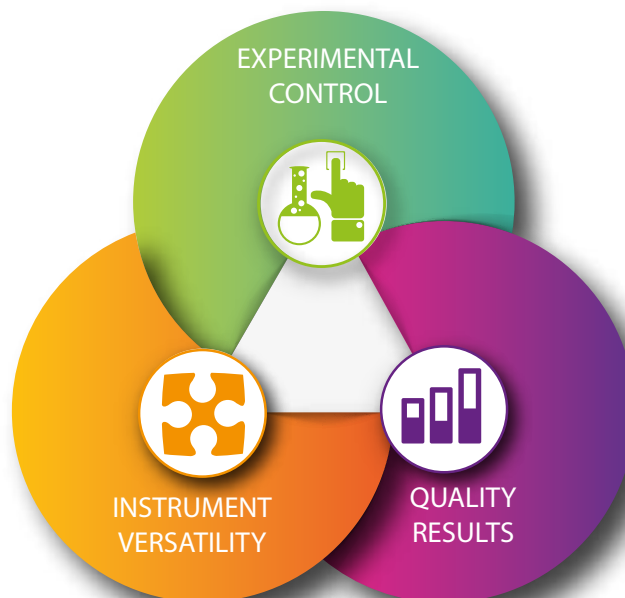 EXPERIMENTAL
CONTROL
INSTRUMENT
VERSATILITY
QUALITY
RESULTS